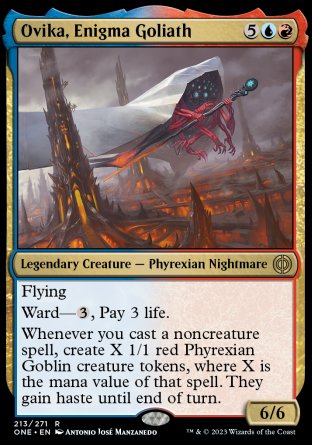 Ovika, Enigma Goliath 5
Legendary Creature — Phyrexian Nightmare
Flying
Ward—3, Pay 3 life.
Whenever you cast a noncreature
spell, create X 1/1 red Phyrexian
Goblin creature tokens, where X is
the mana value of that spell. They
gain haste until end of turn.
6/6
213/271 R
ONE • EN Antonio José Manzanedo
™ & © 2023 Wizards of the Coast